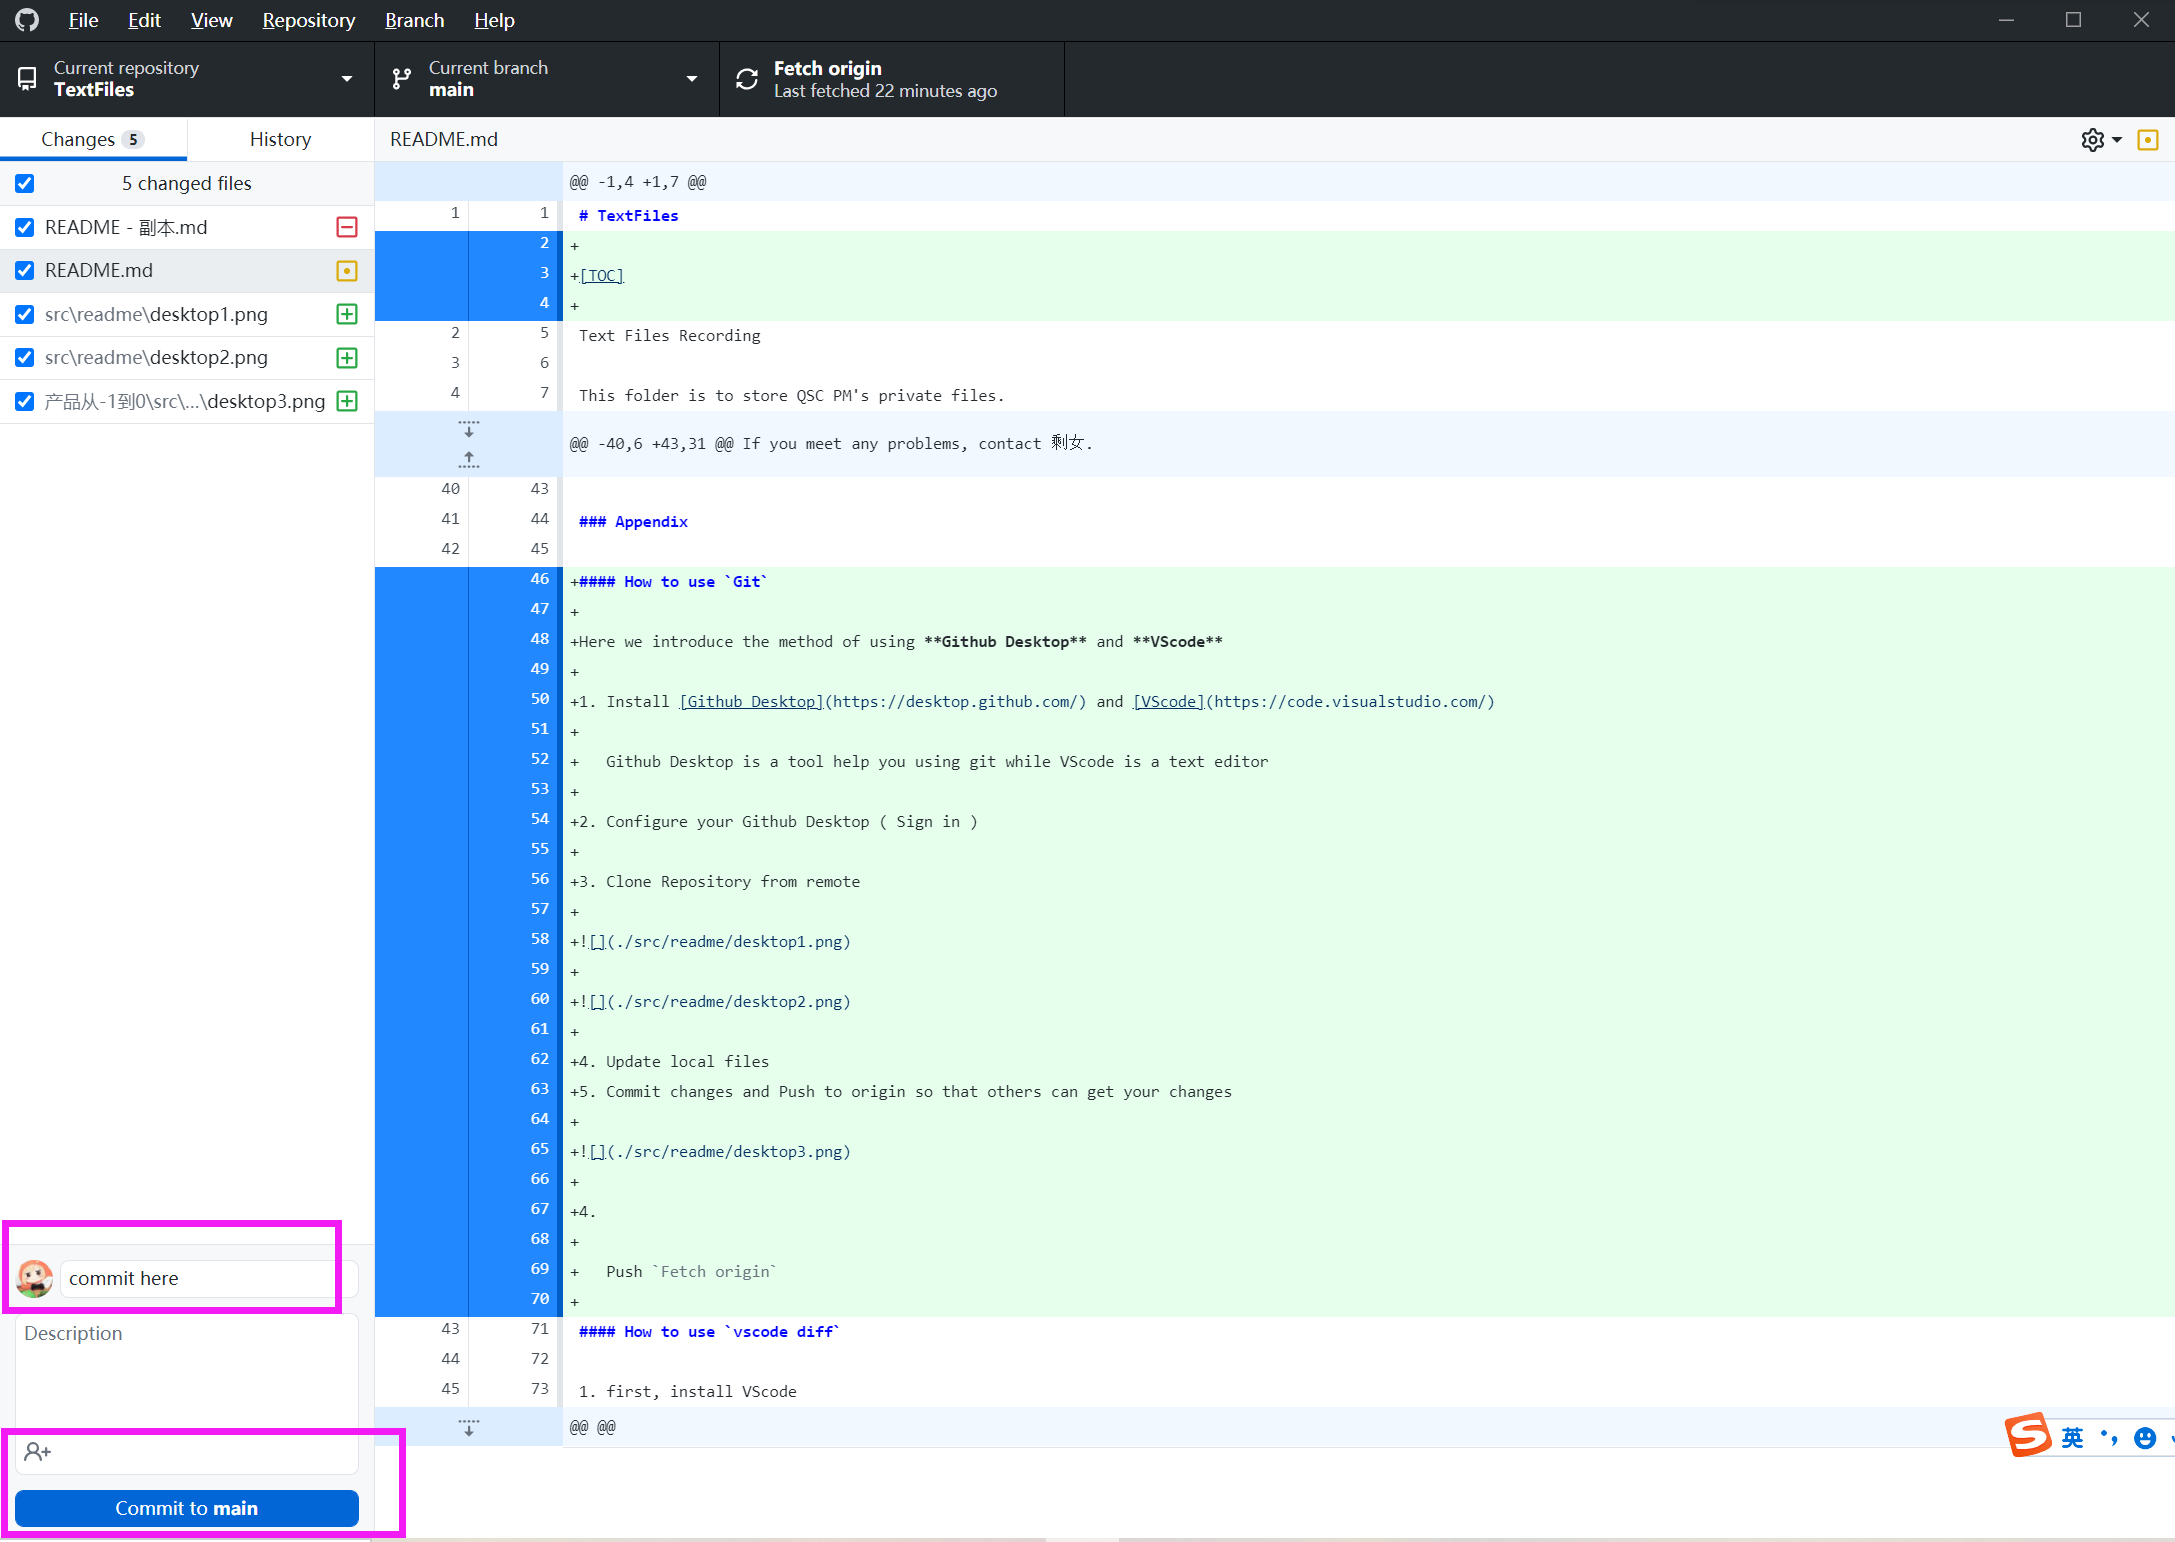 File Edit View Repository Branch Help
Current repository
TextFiles
Current branch
main
Fetch origin
Last fetched 22 minutes ago
Changes 5
History
README.md
5 changed files
README - 副本.md
README.md
src\readme\desktop1.png
src\readme\desktop2.png
产品从-1到0\src\...\desktop3.png
@@ -1,4 +1,7 @@
1 1 # TextFiles
2 +
3 +[TOC]
4 +
2 5 Text Files Recording
3 6
4 7 This folder is to store QSC PM's private files.
@@ -40,6 +43,31 @@ If you meet any problems, contact 剩女.
40 43
41 44 ### Appendix
42 45
46 +#### How to use `Git`
47 +
48 +Here we introduce the method of using **Github Desktop** and **VScode**
49 +
50 +1. Install [Github Desktop](https://desktop.github.com/) and [VScode](https://code.visualstudio.com/)
51 +
52 +   Github Desktop is a tool help you using git while VScode is a text editor
53 +
54 +2. Configure your Github Desktop ( Sign in )
55 +
56 +3. Clone Repository from remote
57 +
58 +![](./src/readme/desktop1.png)
59 +
60 +![](./src/readme/desktop2.png)
61 +
62 +4. Update local files
63 +5. Commit changes and Push to origin so that others can get your changes
64 +
65 +![](./src/readme/desktop3.png)
66 +
67 +4.
68 +
69 +   Push `Fetch origin`
70 +
43 71 #### How to use `vscode diff`
44 72
45 73 1. first, install VScode
@@ @@
commit here
Description
Commit to main
S 英